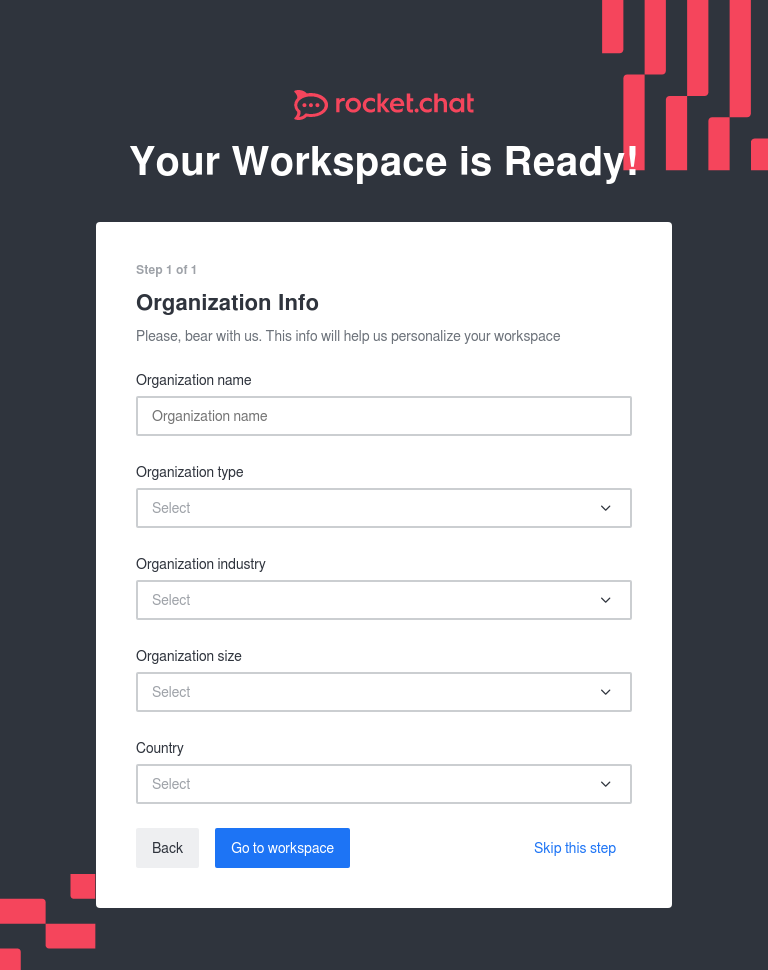 rocket.chat
Your Workspace is Ready!
Step 1 of 1
Organization Info
Please, bear with us. This info will help us personalize your workspace
Organization name
Organization name
Organization type
Select
Organization industry
Select
Organization size
Select
Country
Select
Back Go to workspace Skip this step